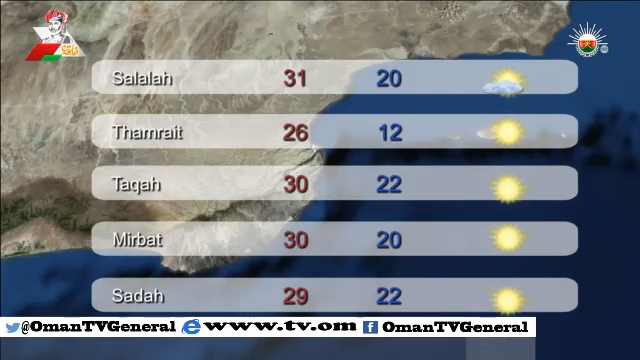 Salalah 31 20
Thamrait 26 12
Taqah 30 22
Mirbat 30 20
Sadah 29 22
@OmanTVGeneral www.tv.om OmanTVGeneral